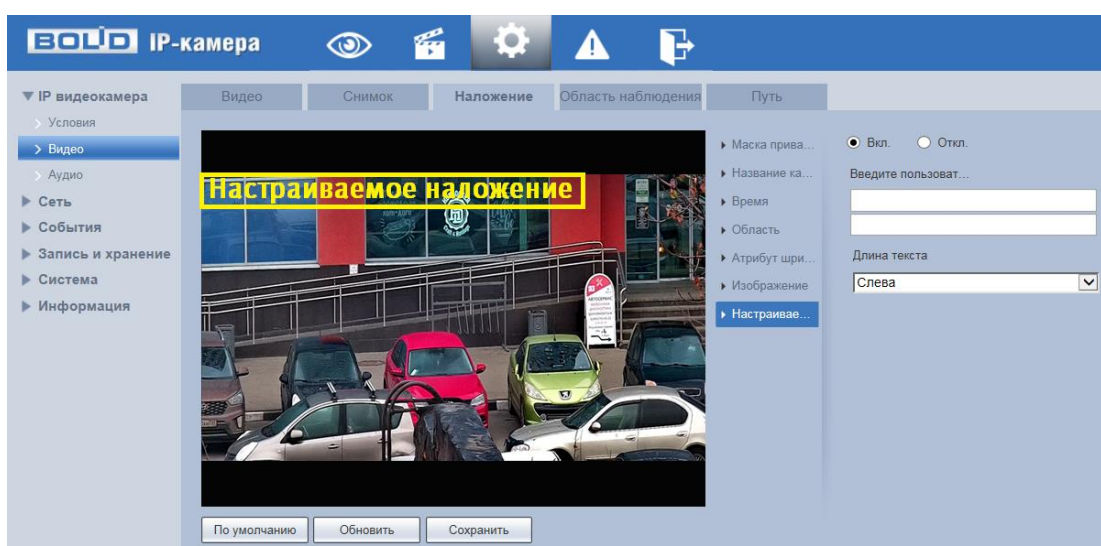 BOLID IP-камера
Видео Снимок Наложение Область наблюдения Путь
IP видеокамера
Условия
Видео
Аудио
Сеть
События
Запись и хранение
Система
Информация
Настраиваемое наложение
АВТОСЕРВИС
Маска прива...
Название ка...
Время
Область
Атрибут шри...
Изображение
Настраивае...
Вкл. Откл.
Введите пользоват...
Длина текста
Слева
По умолчанию Обновить Сохранить